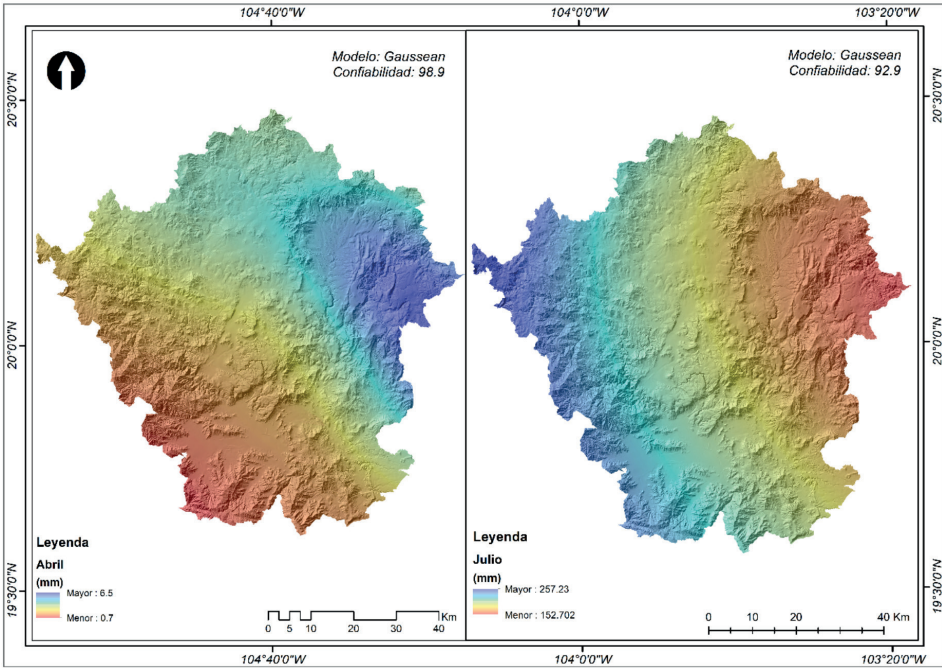 104°40'0"W
104°0'0"W
103°20'0"W
Modelo: Gaussean
Confiabilidad: 98.9
Modelo: Gaussean
Confiabilidad: 92.9
20°30'0"N
20°30'0"N
20°0'0"N
20°0'0"N
19°30'0"N
19°30'0"N
Leyenda
Abril
(mm)
Mayor : 6.5
Menor : 0.7
Km
0 5 10 20 30 40
Leyenda
Julio
(mm)
Mayor : 257.23
Menor : 152.702
0 10 20 40 Km
104°40'0"W
104°0'0"W
103°20'0"W